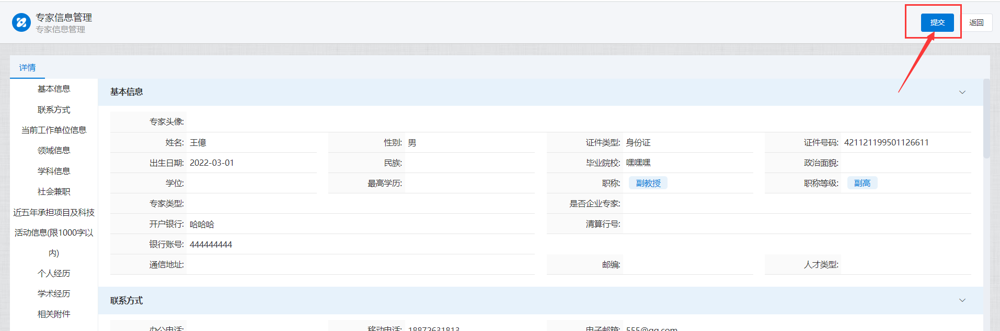 专家信息管理
专家信息管理
提交
返回
详情
基本信息
联系方式
当前工作单位信息
领域信息
学科信息
社会兼职
近五年承担项目及科技
活动信息(限1000字以
内)
个人经历
学术经历
相关附件
基本信息
专家头像:
姓名: 王億 性别: 男 证件类型: 身份证 证件号码: 421121199501126611
出生日期: 2022-03-01 民族: 毕业院校: 嘿嘿嘿 政治面貌:
学位: 最高学历: 职称: 副教授 职称等级: 副高
专家类型: 是否企业专家:
开户银行: 哈哈哈 清算行号:
银行账号: 444444444
通信地址: 邮编: 人才类型:
联系方式
办公电话: 移动电话: 18872631813 电子邮箱: 555@qq.com